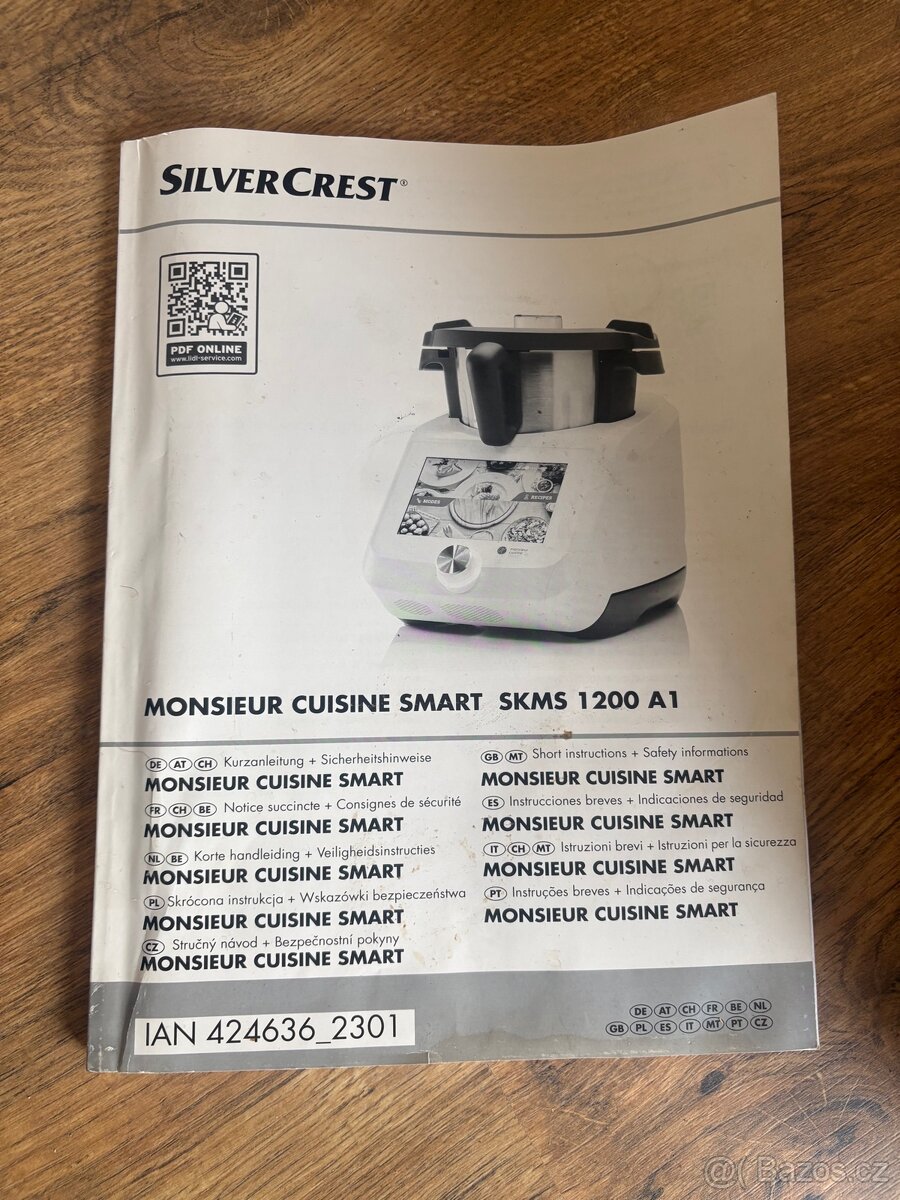 SILVERCREST®
PDF ONLINE
www.lidl-service.com
MODES
RECIPES
monsieur
cuisine
MONSIEUR CUISINE SMART SKMS 1200 A1
DE AT CH Kurzanleitung + Sicherheitshinweise
MONSIEUR CUISINE SMART
FR CH BE Notice succincte + Consignes de sécurité
MONSIEUR CUISINE SMART
NL BE Korte handleiding + Veiligheidsinstructies
MONSIEUR CUISINE SMART
PL Skrócona instrukcja + Wskazówki bezpieczeństwa
MONSIEUR CUISINE SMART
CZ Stručný návod + Bezpečnostní pokyny
MONSIEUR CUISINE SMART
GB MT Short instructions + Safety informations
MONSIEUR CUISINE SMART
ES Instrucciones breves + Indicaciones de seguridad
MONSIEUR CUISINE SMART
IT CH MT Istruzioni brevi + Istruzioni per la sicurezza
MONSIEUR CUISINE SMART
PT Instruções breves + Indicações de segurança
MONSIEUR CUISINE SMART
IAN 424636_2301
DE AT CH FR BE NL
GB PL ES IT MT PT CZ
@( Bazos.cz